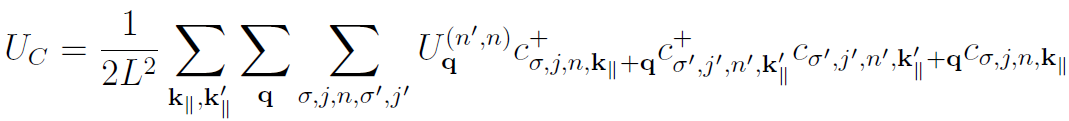 $U_C = \frac{1}{2L^2} \sum_{\mathbf{k}_\parallel, \mathbf{k}'_\parallel} \sum_{\mathbf{q}} \sum_{\sigma,j,n,\sigma',j'} U_{\mathbf{q}}^{(n',n)} c^+_{\sigma,j,n,\mathbf{k}_\parallel+\mathbf{q}} c^+_{\sigma',j',n',\mathbf{k}'_\parallel} c_{\sigma',j',n',\mathbf{k}'_\parallel+\mathbf{q}} c_{\sigma,j,n,\mathbf{k}_\parallel}$